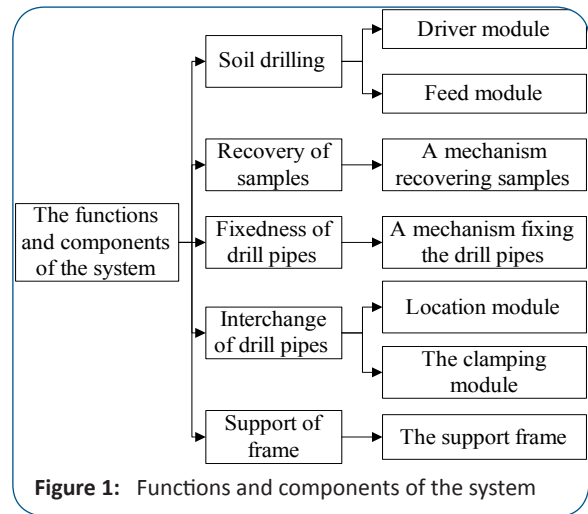 Driver module
Soil drilling
Feed module
Recovery of
samples
A mechanism
recovering samples
The functions
and components
of the system
Fixedness of
drill pipes
A mechanism fixing
the drill pipes
Interchange
of drill pipes
Location module
The clamping
module
Support of
frame
The support frame
Figure 1: Functions and components of the system